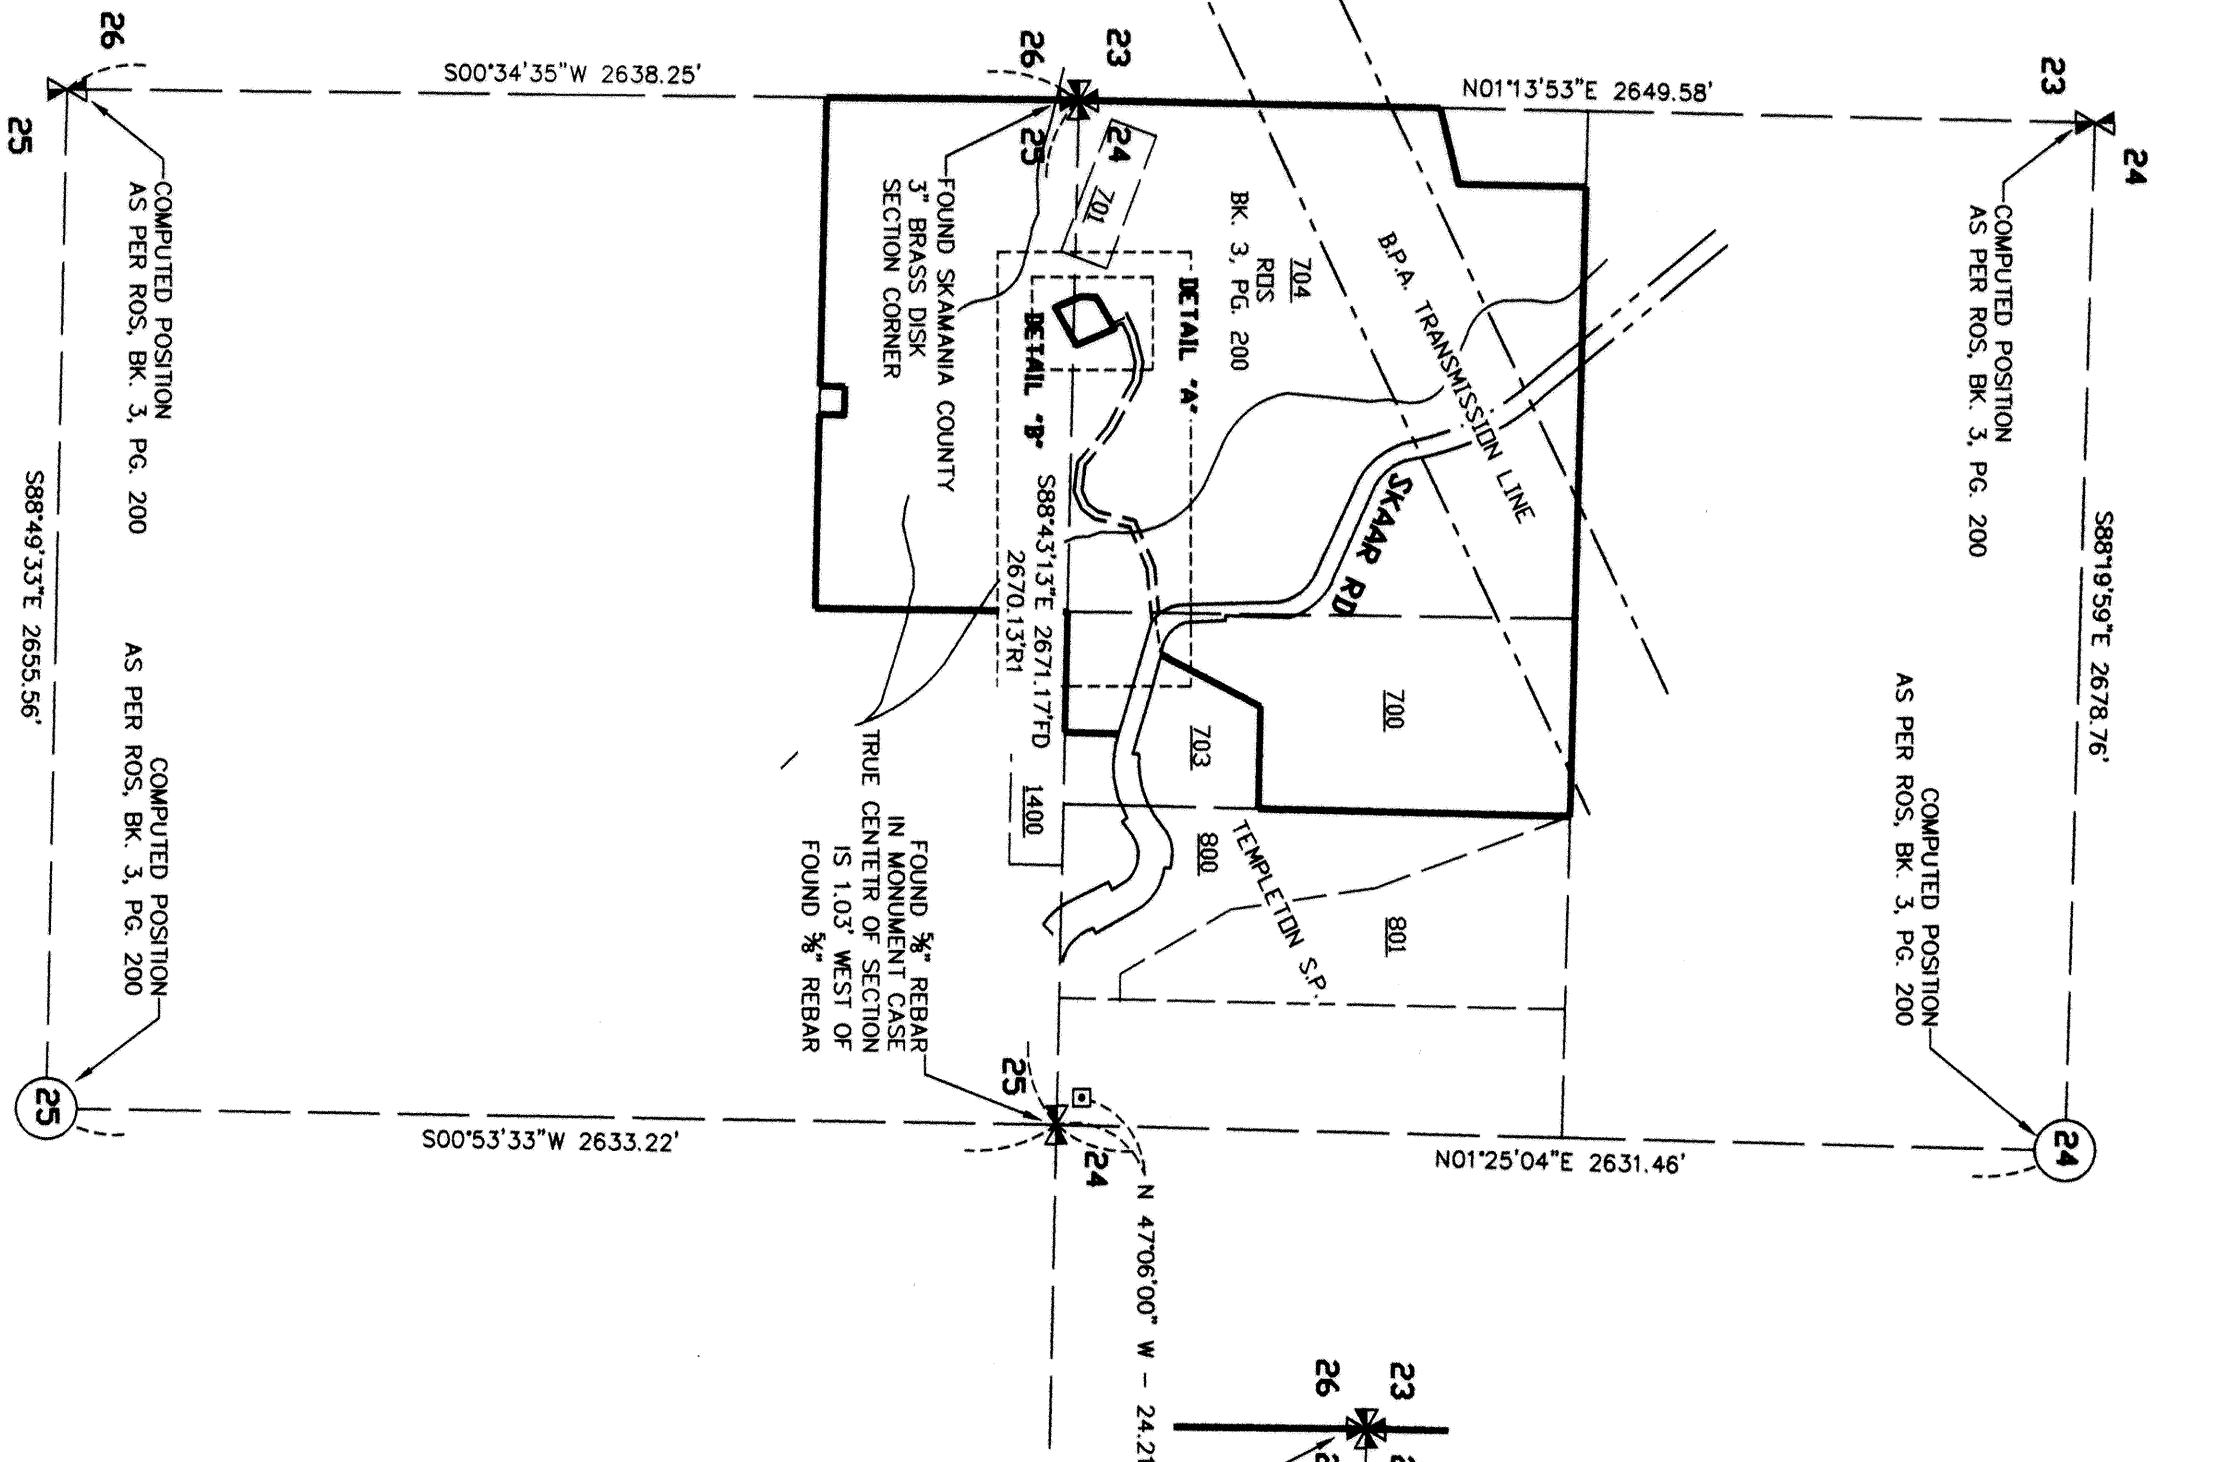 26
25
S00°34'35"W 2638.25'
26
23
25
24
N01°13'53"E 2649.58'
23
24
COMPUTED POSITION
AS PER ROS, BK. 3, PG. 200
FOUND SKAMANIA COUNTY
3" BRASS DISK
SECTION CORNER
701
704
ROS
BK. 3, PG. 200
B.P.A. TRANSMISSION LINE
COMPUTED POSITION
AS PER ROS, BK. 3, PG. 200
DETAIL "A"
DETAIL "B"
SKAAR RD
S88°49'33"E 2655.56'
S88°43'13"E 2671.17'FD
2670.13'R1
S88°19'59"E 2678.76'
700
703
1400
800
801
TEMPLETON S.P.
COMPUTED POSITION
AS PER ROS, BK. 3, PG. 200
FOUND ⅝" REBAR
IN MONUMENT CASE
TRUE CENTETR OF SECTION
IS 1.03' WEST OF
FOUND ⅝" REBAR
COMPUTED POSITION
AS PER ROS, BK. 3, PG. 200
25
S00°53'33"W 2633.22'
25
24
N01°25'04"E 2631.46'
24
N 47°06'00" W - 24.21
26
23